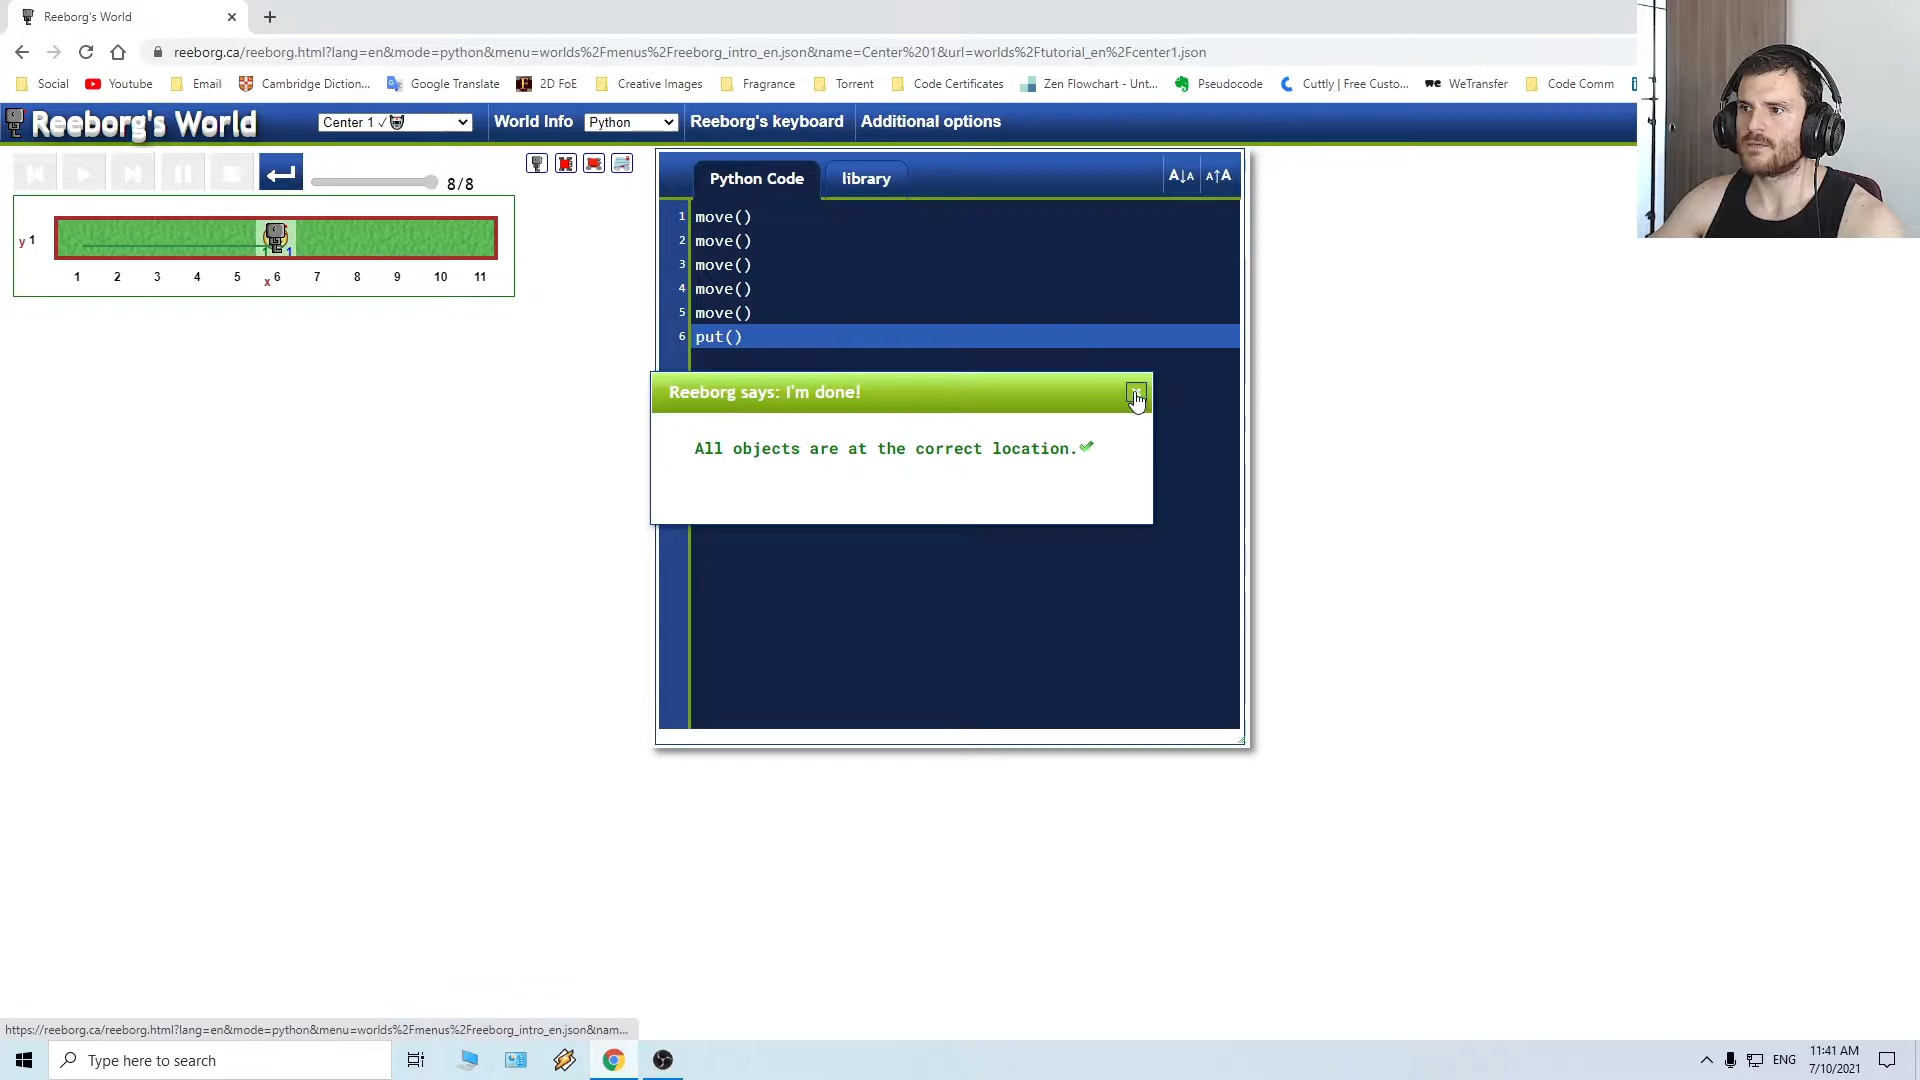 Reeborg's World
reeborg.ca/reeborg.html?lang=en&mode=python&menu=worlds%2Fmenus%2Freeborg_intro_en.json&name=Center%201&url=worlds%2Ftutorial_en%2Fcenter1.json
Social Youtube Email Cambridge Diction... Google Translate 2D FoE Creative Images Fragrance Torrent Code Certificates Zen Flowchart - Unt... Pseudocode Cuttly | Free Custo... WeTransfer Code Comm
Reeborg's World Center 1 ✓ World Info Python Reeborg's keyboard Additional options
8/8
Python Code library A↓A A↑A
y 1
1 2 3 4 5 6 7 8 9 10 11
x
1 1
1 move()
2 move()
3 move()
4 move()
5 move()
6 put()
Reeborg says: I'm done!
All objects are at the correct location.
https://reeborg.ca/reeborg.html?lang=en&mode=python&menu=worlds%2Fmenus%2Freeborg_intro_en.json&nam...
Type here to search
ENG
11:41 AM
7/10/2021